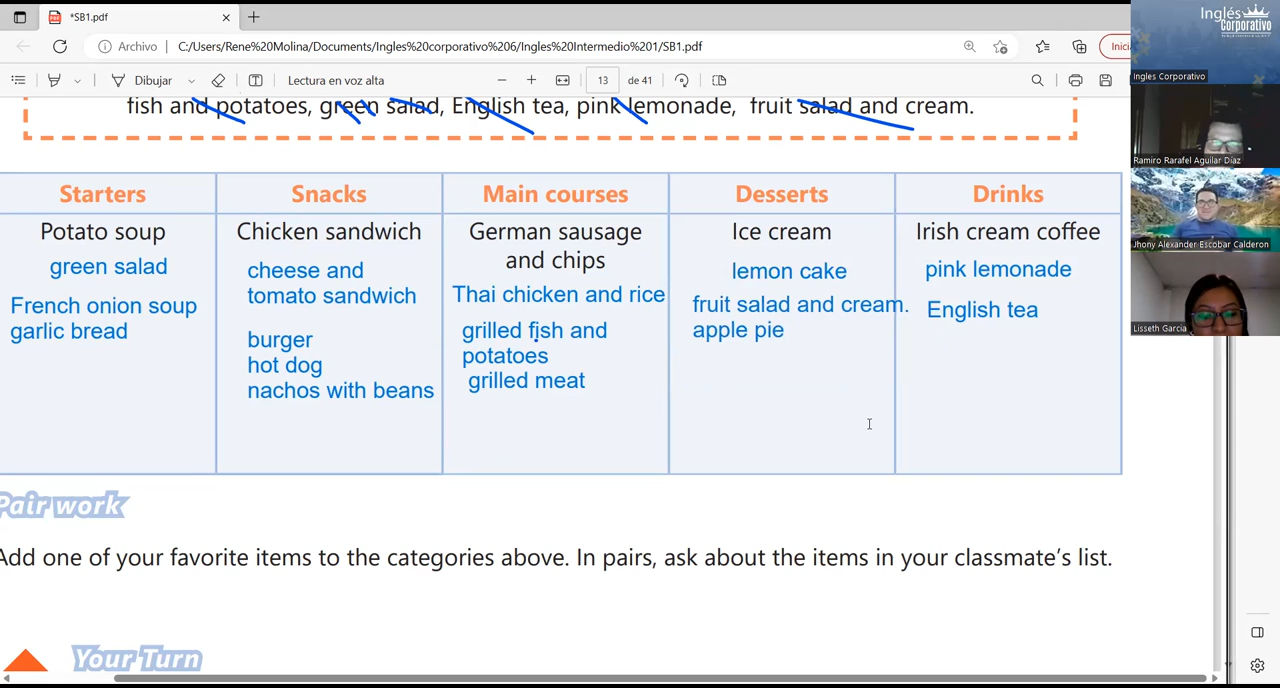 *SB1.pdf
Archivo
C:/Users/Rene%20Molina/Documents/Ingles%20corporativo%206/Ingles%20Intermedio%201/SB1.pdf
Inici
Dibujar
Lectura en voz alta
13
de 41
Inglés
Corporativo
Ingles Corporativo
Ramiro Rarafel Aguilar Diaz
Jhony Alexander Escobar Calderon
Lisseth Garcia
fish and potatoes, green salad, English tea, pink lemonade, fruit salad and cream.
Starters
Potato soup
green salad
French onion soup
garlic bread
Snacks
Chicken sandwich
cheese and
tomato sandwich
burger
hot dog
nachos with beans
Main courses
German sausage
and chips
Thai chicken and rice
grilled fish and
potatoes
grilled meat
Desserts
Ice cream
lemon cake
fruit salad and cream.
apple pie
Drinks
Irish cream coffee
pink lemonade
English tea
Pair work
Add one of your favorite items to the categories above. In pairs, ask about the items in your classmate's list.
Your Turn